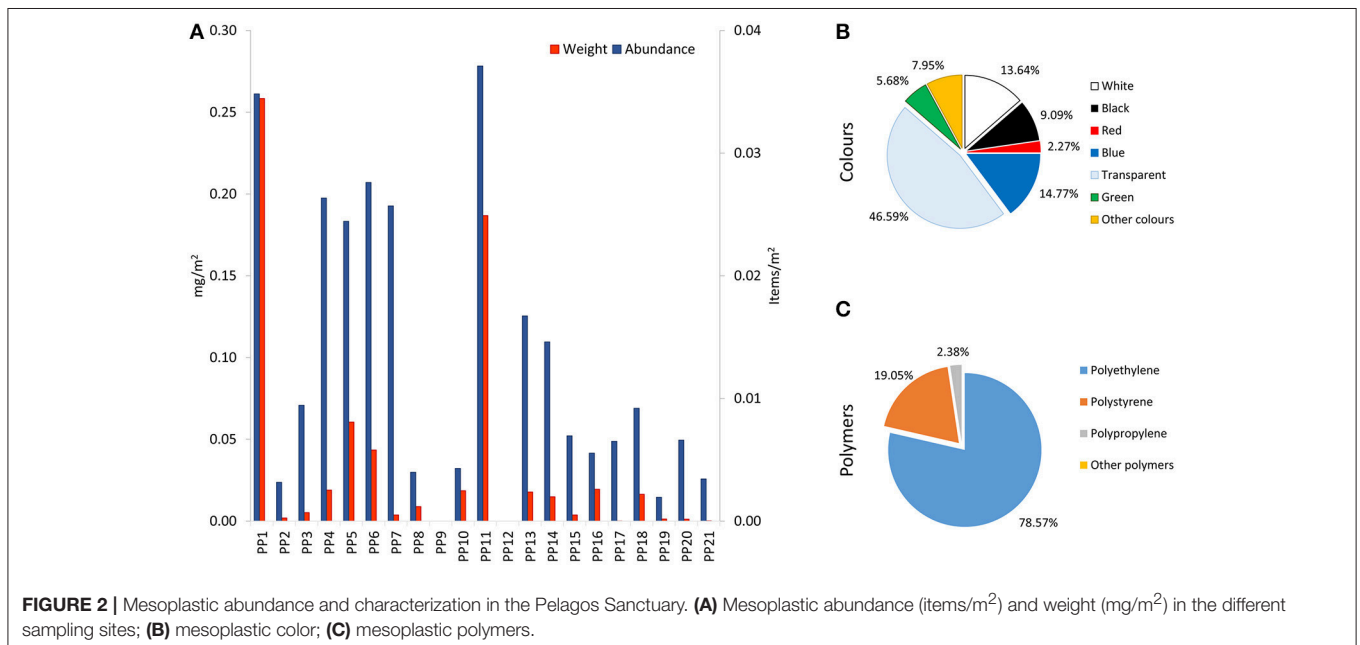 A
0.30
0.25
0.20
0.15
0.10
0.05
0.00
mg/m²
Weight
Abundance
0.04
0.03
0.02
0.01
0.00
Items/m²
PP1
PP2
PP3
PP4
PP5
PP6
PP7
PP8
PP9
PP10
PP11
PP12
PP13
PP14
PP15
PP16
PP17
PP18
PP19
PP20
PP21
B
Colours
7.95%
13.64%
5.68%
9.09%
2.27%
14.77%
46.59%
White
Black
Red
Blue
Transparent
Green
Other colours
C
Polymers
2.38%
19.05%
78.57%
Polyethylene
Polystyrene
Polypropylene
Other polymers
FIGURE 2 | Mesoplastic abundance and characterization in the Pelagos Sanctuary. (A) Mesoplastic abundance (items/m²) and weight (mg/m²) in the different
sampling sites; (B) mesoplastic color; (C) mesoplastic polymers.